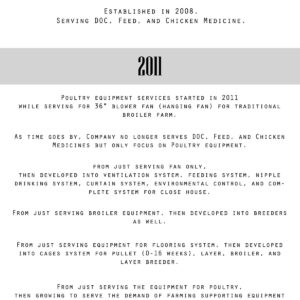 Established in 2008.
Serving DOC, Feed, and Chicken Medicine.
2011
Poultry equipment services started in 2011
while serving for 36" blower fan (hanging fan) for traditional
broiler farm.
As time goes by, Company no longer serves DOC, Feed, and Chicken
Medicines but only focus on Poultry equipment.
from just serving fan only,
then developed into ventilation system, feeding system, nipple
drinking system, curtain system, environmental control, and com-
plete system for close house.
From just serving broiler equipment, then developed into breeders
as well.
From just serving equipment for flooring system, then developed
into cages system for pullet (0-16 weeks), layer, broiler, and
layer breeder.
From just serving the equipment for poultry,
then growing to serve the demand of farming supporting equipment